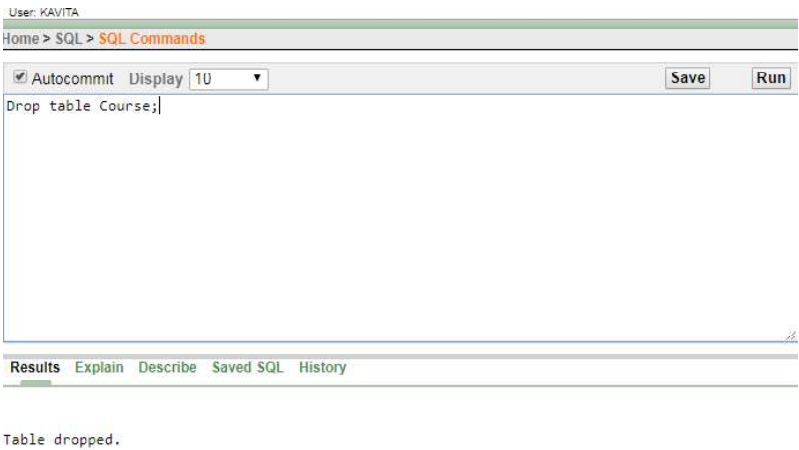 User: KAVITA
Home > SQL > SQL Commands
Autocommit Display 10
Save Run
Drop table Course;
Results Explain Describe Saved SQL History
Table dropped.